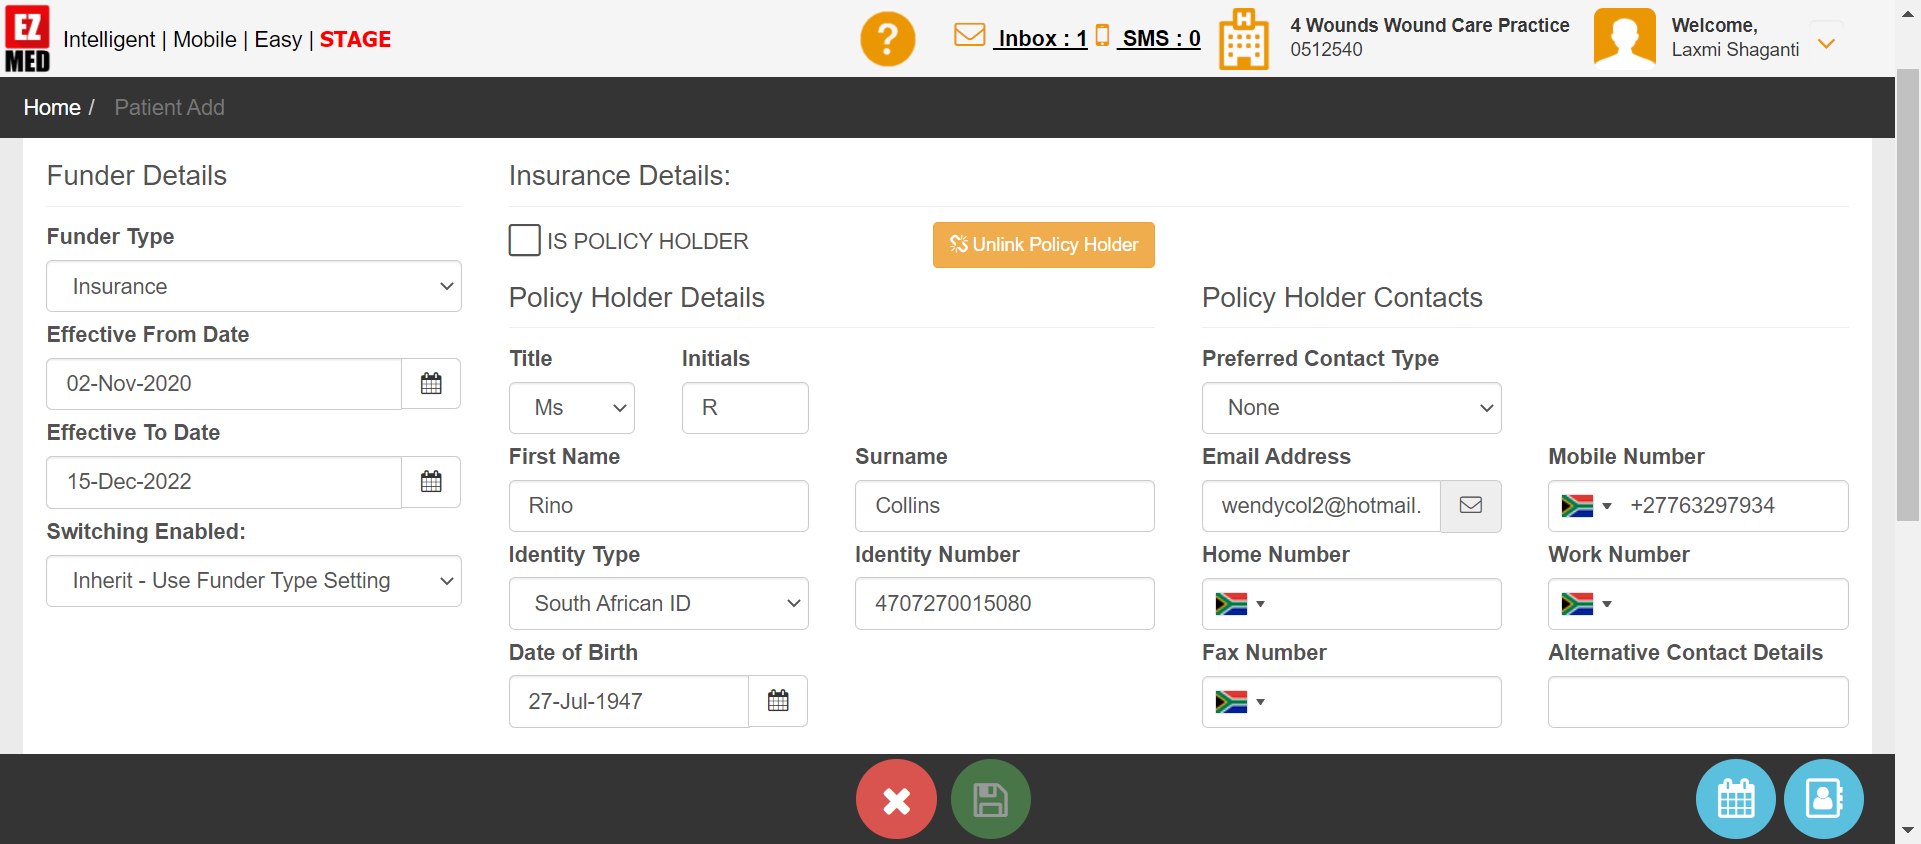 EZ
MED
Intelligent | Mobile | Easy | STAGE
?
Inbox : 1
SMS : 0
H
4 Wounds Wound Care Practice
0512540
Welcome,
Laxmi Shaganti
Home / Patient Add
Funder Details
Funder Type
Insurance
Effective From Date
02-Nov-2020
Effective To Date
15-Dec-2022
Switching Enabled:
Inherit - Use Funder Type Setting
Insurance Details:
IS POLICY HOLDER
Unlink Policy Holder
Policy Holder Details
Title
Initials
Ms
R
First Name
Surname
Rino
Collins
Identity Type
Identity Number
South African ID
4707270015080
Date of Birth
27-Jul-1947
Policy Holder Contacts
Preferred Contact Type
None
Email Address
Mobile Number
wendycol2@hotmail.
+27763297934
Home Number
Work Number
Fax Number
Alternative Contact Details